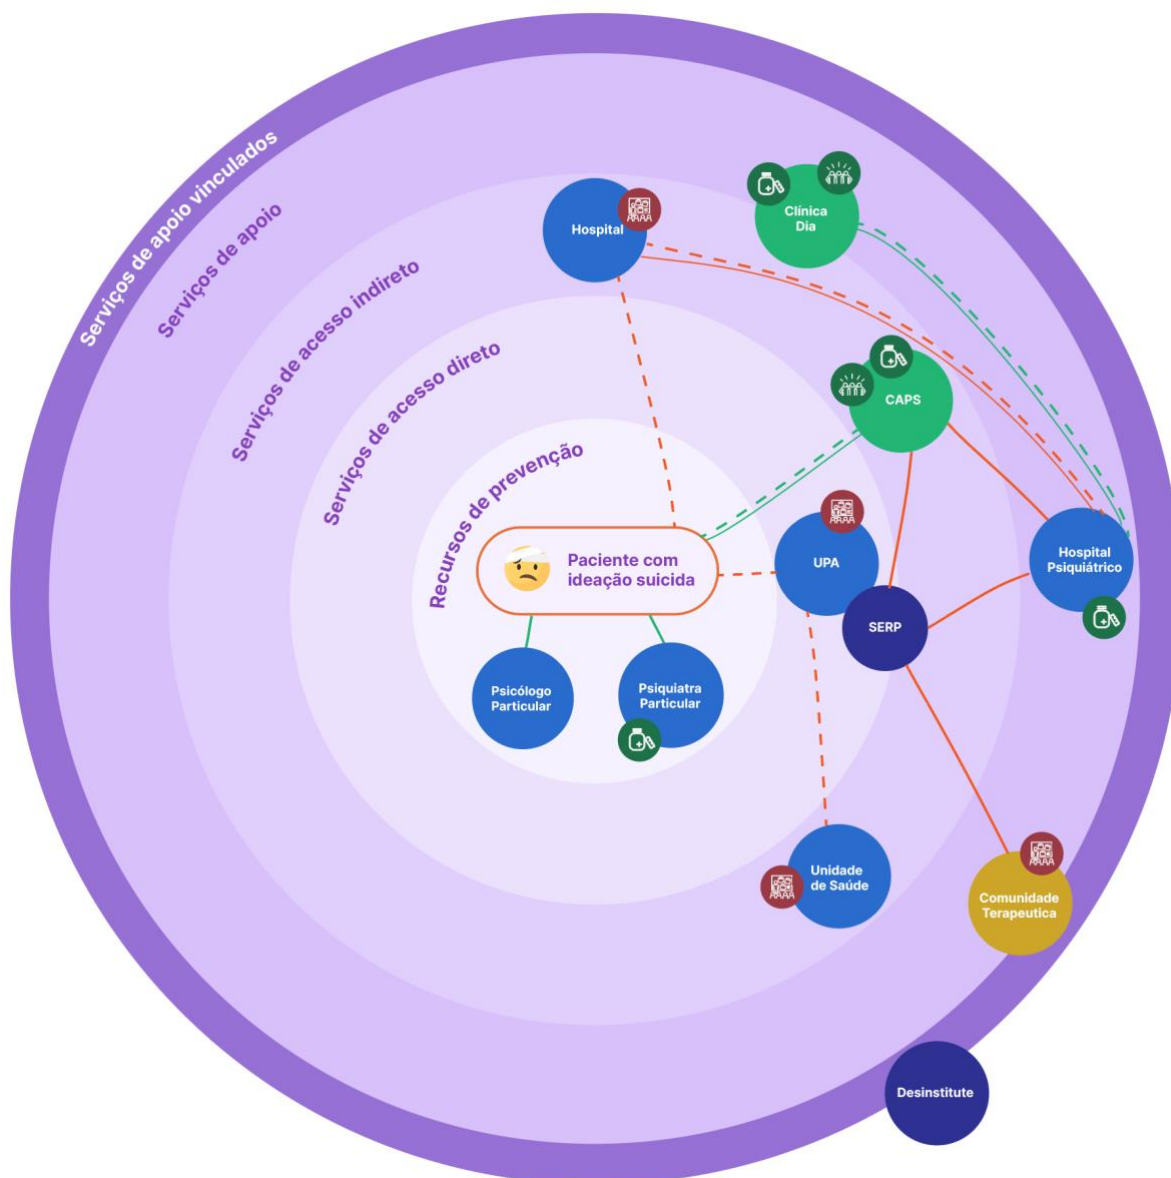 Serviços de apoio vinculados
Serviços de apoio
Serviços de acesso indireto
Serviços de acesso direto
Recursos de prevenção
Hospital
Clínica
Dia
CAPS
Paciente com
ideação suicida
UPA
Hospital
Psiquiátrico
SERP
Psicólogo
Particular
Psiquiatra
Particular
Unidade
de Saúde
Comunidade
Terapeutica
Desinstitute